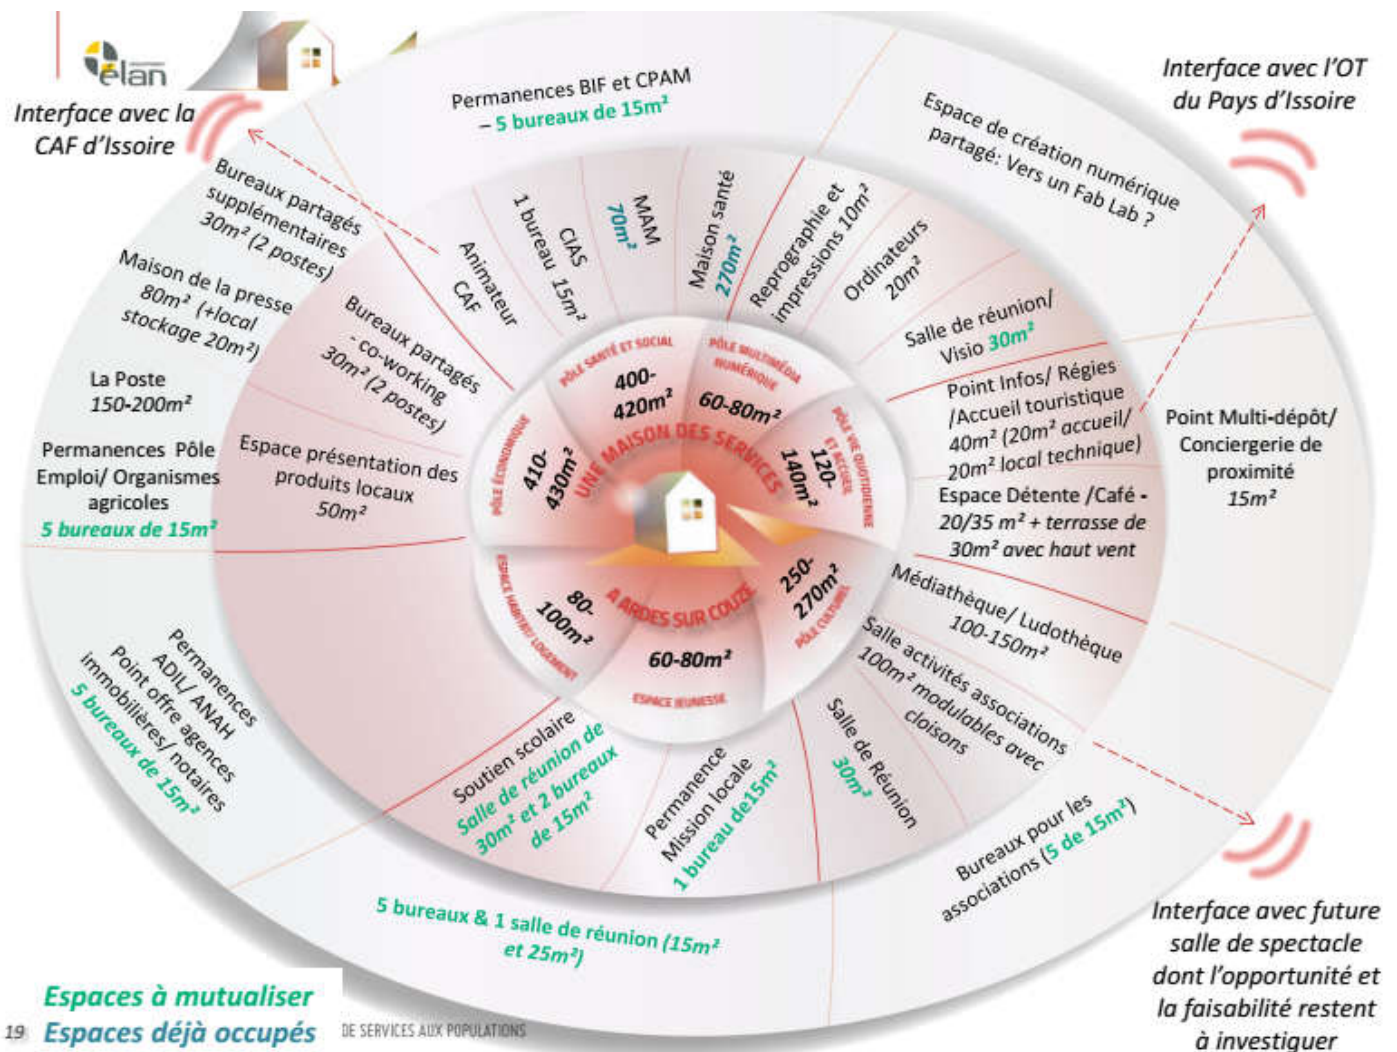 élan
Interface avec la
CAF d'Issoire
Interface avec l'OT
du Pays d'Issoire
Permanences BIF et CPAM
– 5 bureaux de 15m²
Espace de création numérique
partagé: Vers un Fab Lab ?
Point Multi-dépôt/
Conciergerie de
proximité
15m²
Bureaux pour les
associations (5 de 15m²)
5 bureaux & 1 salle de réunion (15m²
et 25m²)
Permanences
ADIL/ ANAH
Point offre agences
immobilières/ notaires
5 bureaux de 15m²
Permanences Pôle
Emploi/ Organismes
agricoles
5 bureaux de 15m²
La Poste
150-200m²
Maison de la presse
80m² (+local
stockage 20m²)
Bureaux partagés
supplémentaires
30m² (2 postes)
Animateur
CAF
CIAS
1 bureau 15m²
MAM
70m²
Maison santé
270m²
Reprographie et
impressions 10m²
Ordinateurs
20m²
Salle de réunion/
Visio 30m²
Point Infos/ Régies
/Accueil touristique
40m² (20m² accueil/
20m² local technique)
Espace Détente /Café -
20/35 m² + terrasse de
30m² avec haut vent
Médiathèque/ Ludothèque
100-150m²
Salle activités associations
100m² modulables avec
cloisons
Salle de Réunion
30m²
Permanence
Mission locale
1 bureau de15m²
Soutien scolaire
Salle de réunion de
30m² et 2 bureaux
de 15m²
Espace présentation des
produits locaux
50m²
Bureaux partagés
- co-working
30m² (2 postes)
PÔLE SANTÉ ET SOCIAL
400-
420m²
PÔLE MULTIMÉDIA
NUMÉRIQUE
60-80m²
PÔLE VIE QUOTIDIENNE
ET ACCUEIL
120-
140m²
PÔLE CULTUREL
250-
270m²
ESPACE JEUNESSE
60-80m²
ESPACE HABITAT/ LOGEMENT
80-
100m²
PÔLE ÉCONOMIQUE
410-
430m²
UNE MAISON DES SERVICES
A ARDES SUR COUZE
Interface avec future
salle de spectacle
dont l'opportunité et
la faisabilité restent
à investiguer
Espaces à mutualiser
Espaces déjà occupés
19
DE SERVICES AUX POPULATIONS